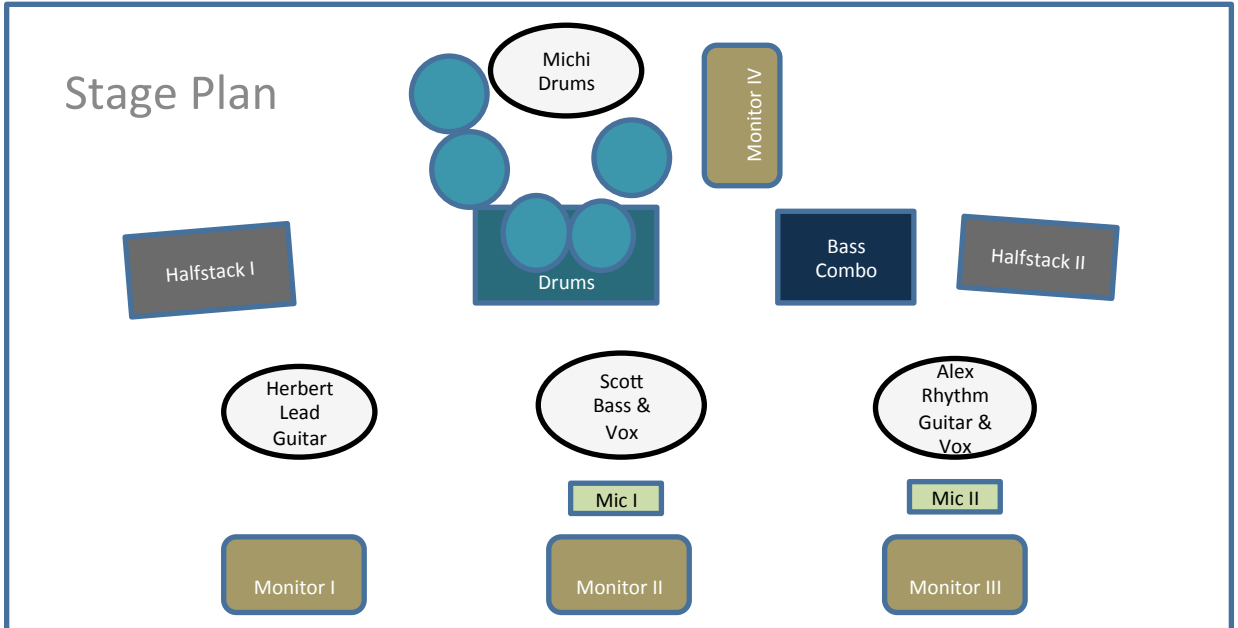 Stage Plan
Michi
Drums
Monitor IV
Halfstack I
Drums
Bass
Combo
Halfstack II
Herbert
Lead
Guitar
Scott
Bass &
Vox
Alex
Rhythm
Guitar &
Vox
Mic I
Mic II
Monitor I
Monitor II
Monitor III